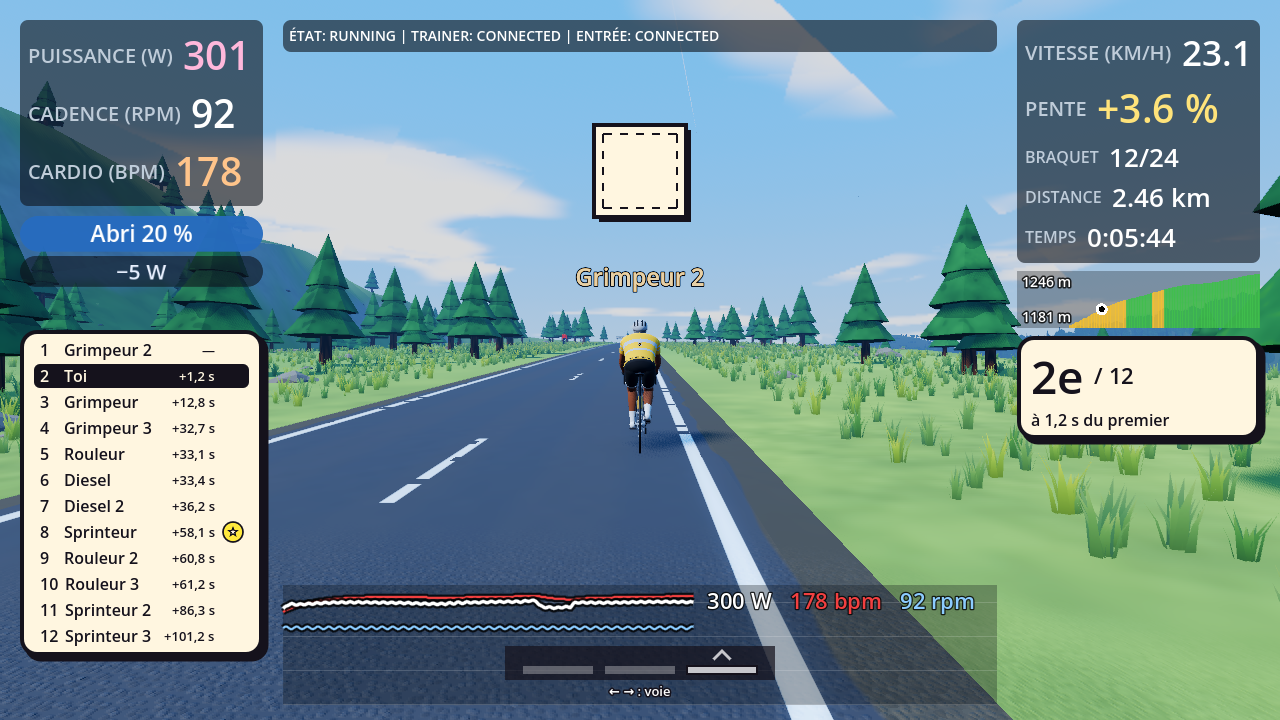 PUISSANCE (W) 301
CADENCE (RPM) 92
CARDIO (BPM) 178
Abri 20 %
−5 W
ÉTAT: RUNNING | TRAINER: CONNECTED | ENTRÉE: CONNECTED
VITESSE (KM/H) 23.1
PENTE +3.6 %
BRAQUET 12/24
DISTANCE 2.46 km
TEMPS 0:05:44
1246 m
1181 m
2e / 12
à 1,2 s du premier
Grimpeur 2
1 Grimpeur 2 —
2 Toi +1,2 s
3 Grimpeur +12,8 s
4 Grimpeur 3 +32,7 s
5 Rouleur +33,1 s
6 Diesel +33,4 s
7 Diesel 2 +36,2 s
8 Sprinteur +58,1 s
9 Rouleur 2 +60,8 s
10 Rouleur 3 +61,2 s
11 Sprinteur 2 +86,3 s
12 Sprinteur 3 +101,2 s
300 W 178 bpm 92 rpm
← → : voie